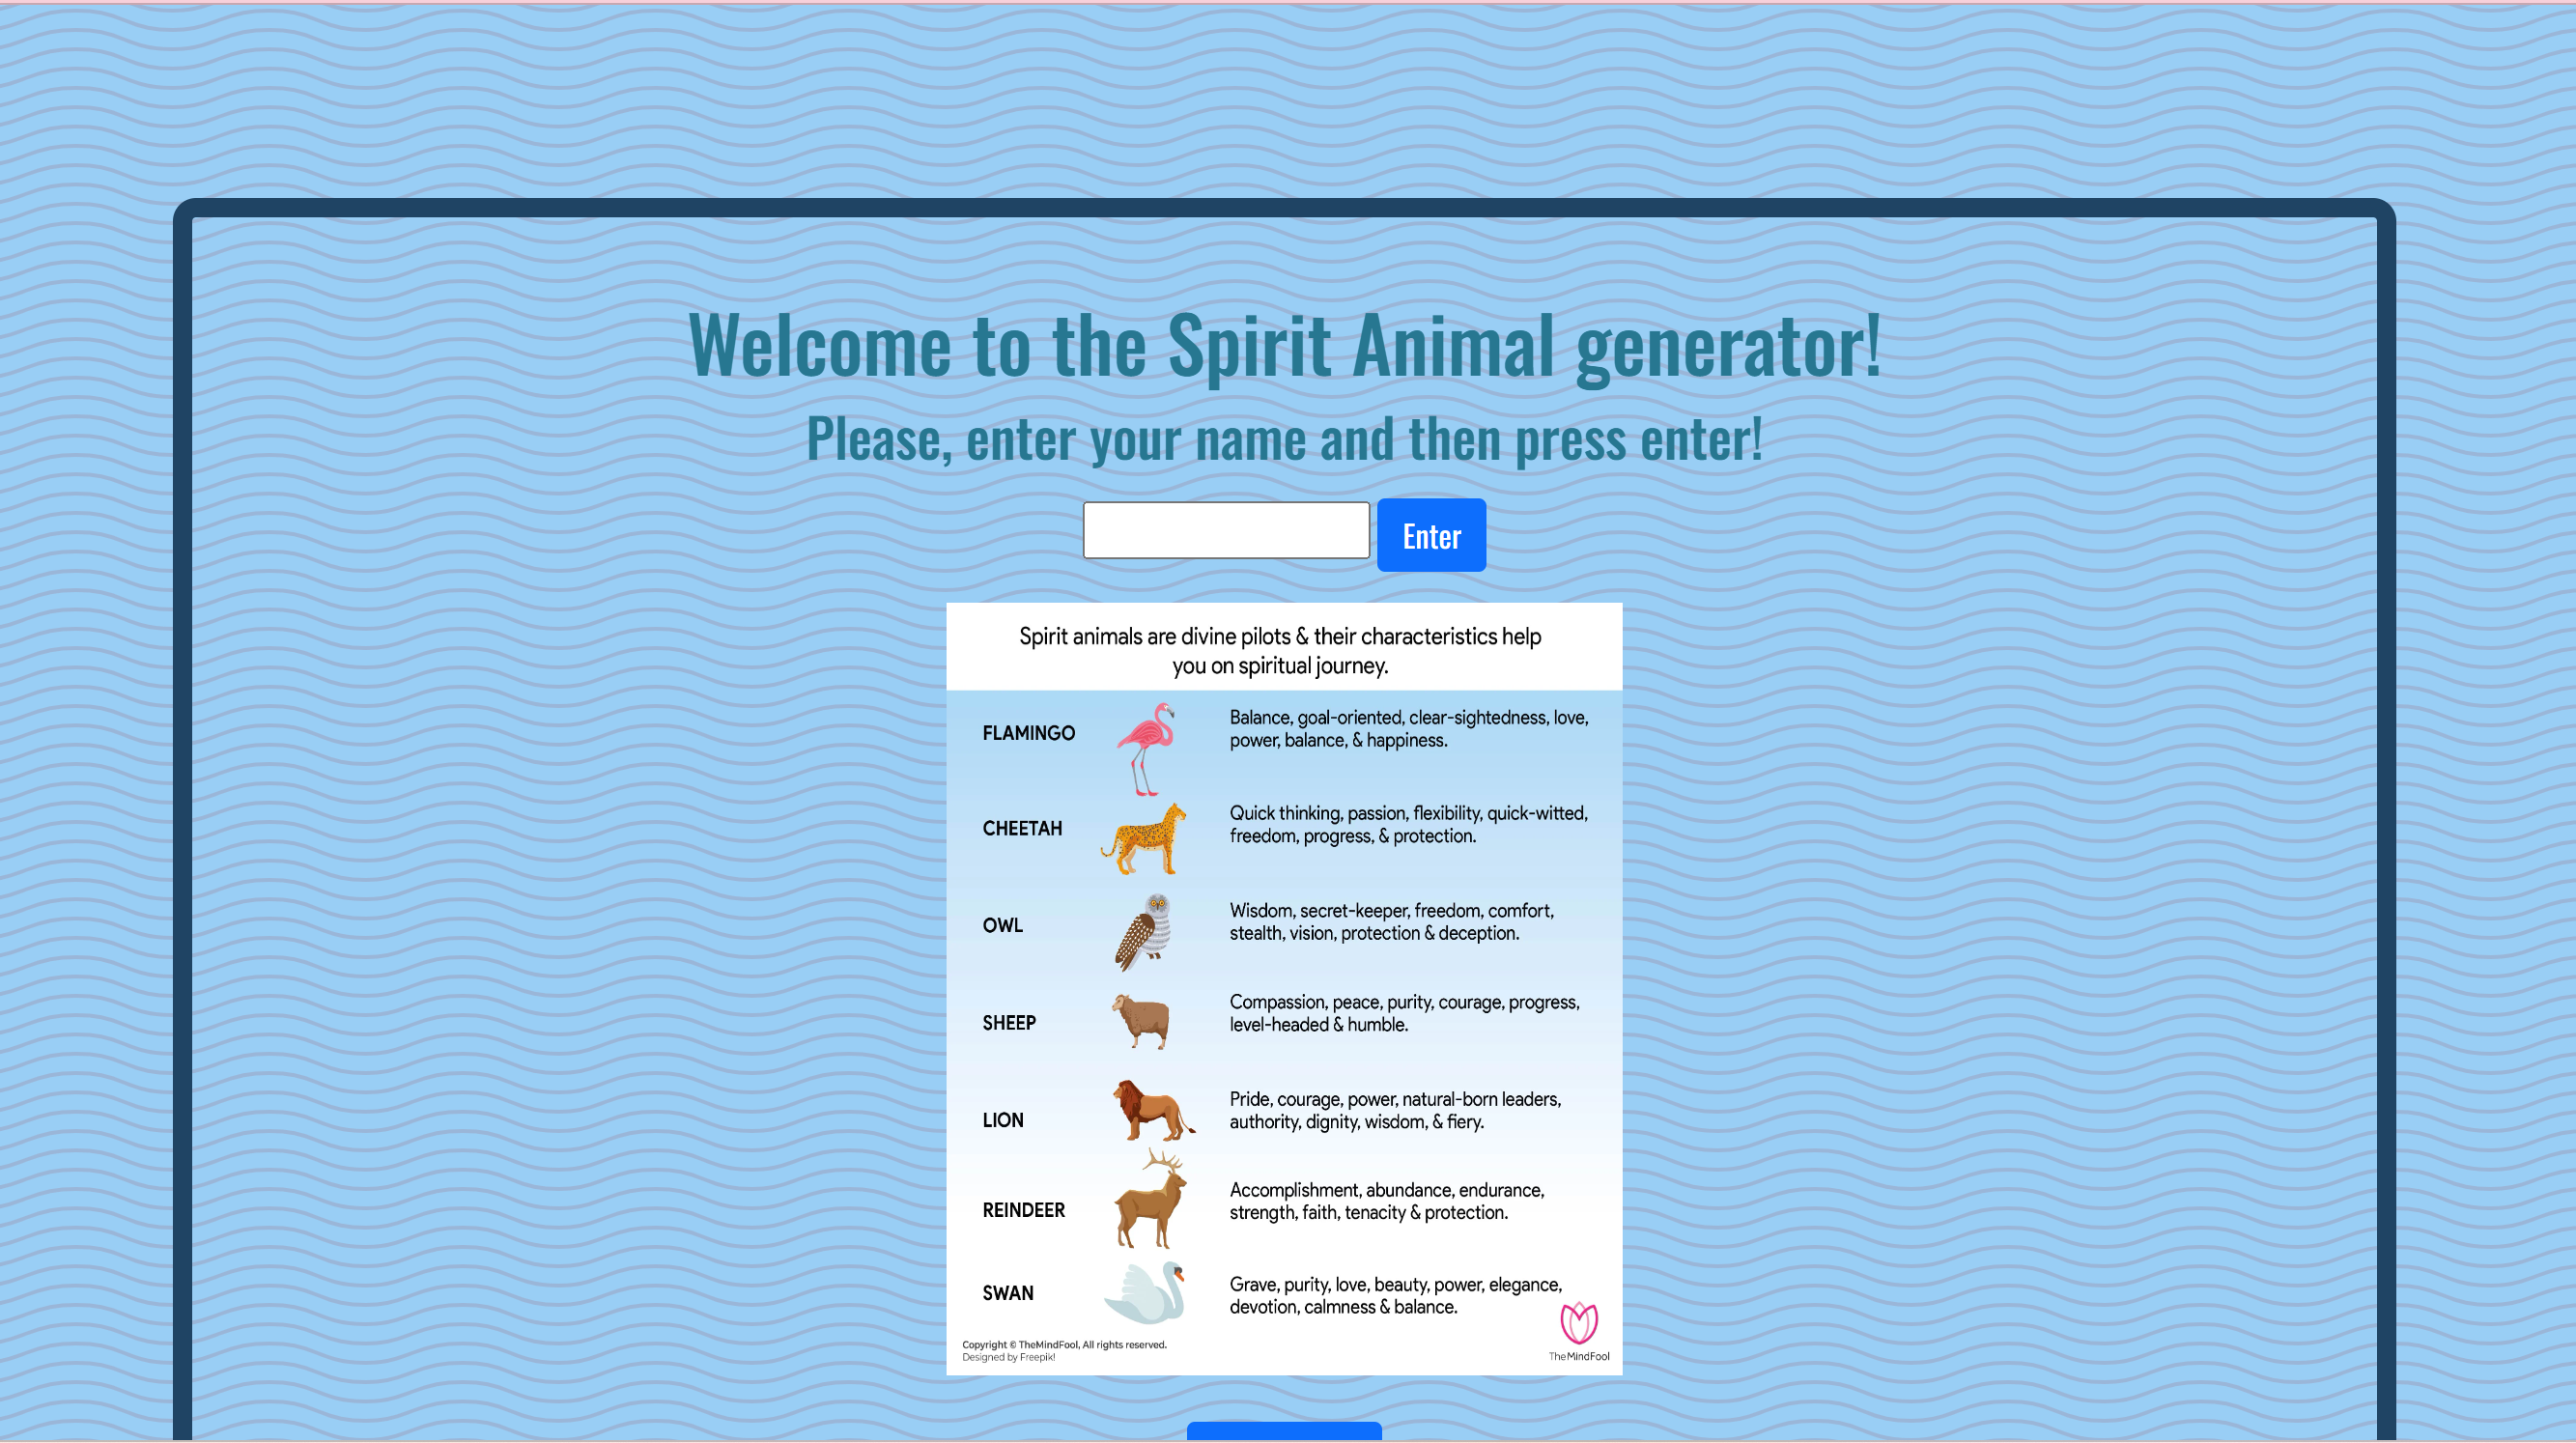 Welcome to the Spirit Animal generator!
Please, enter your name and then press enter!
Enter
Spirit animals are divine pilots & their characteristics help
you on spiritual journey.
FLAMINGO
Balance, goal-oriented, clear-sightedness, love,
power, balance, & happiness.
CHEETAH
Quick thinking, passion, flexibility, quick-witted,
freedom, progress, & protection.
OWL
Wisdom, secret-keeper, freedom, comfort,
stealth, vision, protection & deception.
SHEEP
Compassion, peace, purity, courage, progress,
level-headed & humble.
LION
Pride, courage, power, natural-born leaders,
authority, dignity, wisdom, & fiery.
REINDEER
Accomplishment, abundance, endurance,
strength, faith, tenacity & protection.
SWAN
Grave, purity, love, beauty, power, elegance,
devotion, calmness & balance.
Copyright © TheMindFool, All rights reserved.
Designed by Freepik!
TheMindFool